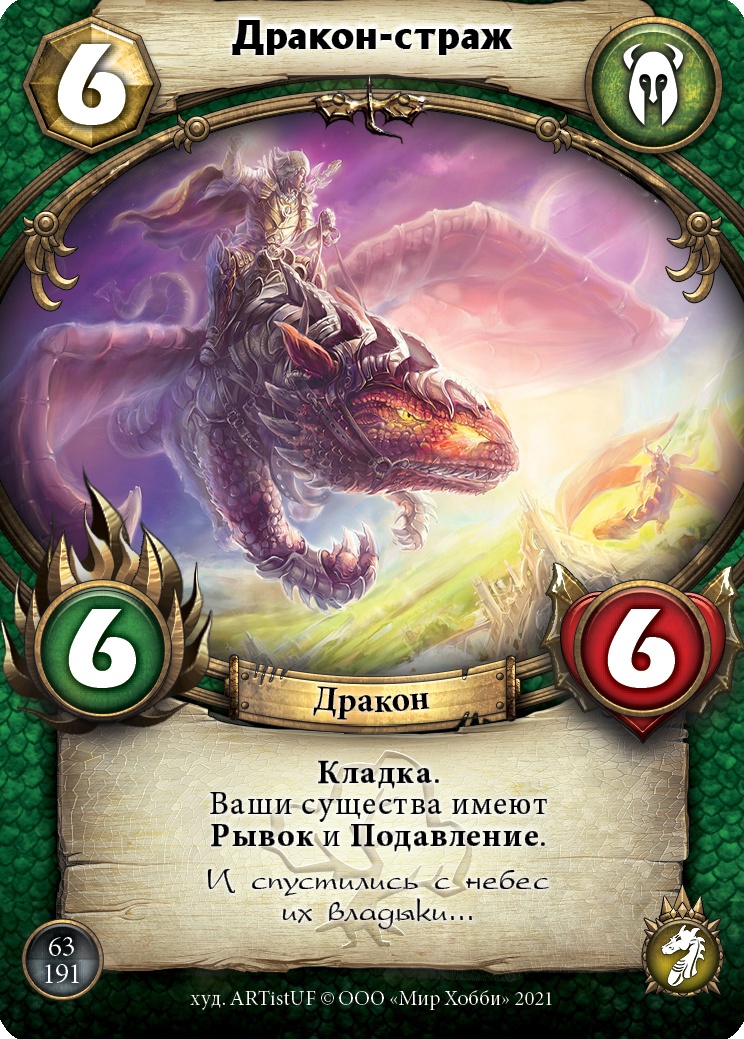 Дракон-страж
6
6
6
Дракон
Кладка.
Ваши существа имеют
Рывок и Подавление.
И спустились с небес
их владыки...
63
191
худ. ARTistUF © ООО «Мир Хобби» 2021